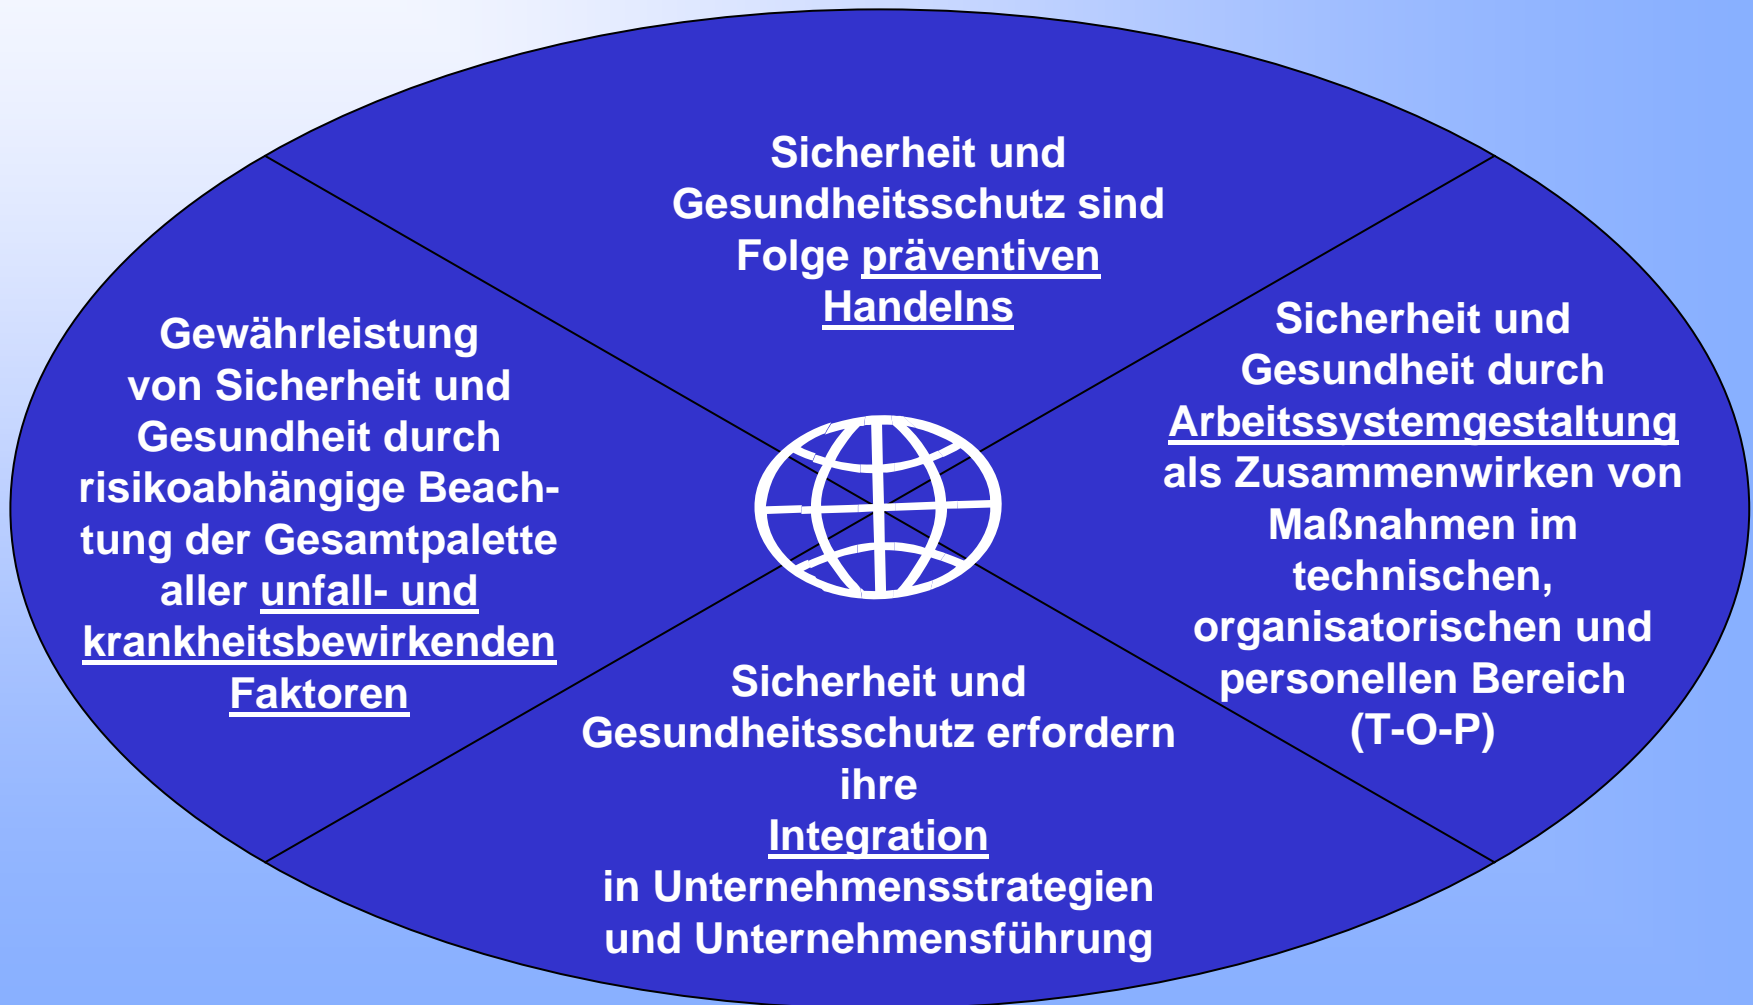 Sicherheit und
Gesundheitsschutz sind
Folge präventiven
Handelns
Gewährleistung
von Sicherheit und
Gesundheit durch
risikoabhängige Beach-
tung der Gesamtpalette
aller unfall- und
krankheitsbewirkenden
Faktoren
Sicherheit und
Gesundheit durch
Arbeitssystemgestaltung
als Zusammenwirken von
Maßnahmen im
technischen,
organisatorischen und
personellen Bereich
(T-O-P)
Sicherheit und
Gesundheitsschutz erfordern
ihre
Integration
in Unternehmensstrategien
und Unternehmensführung